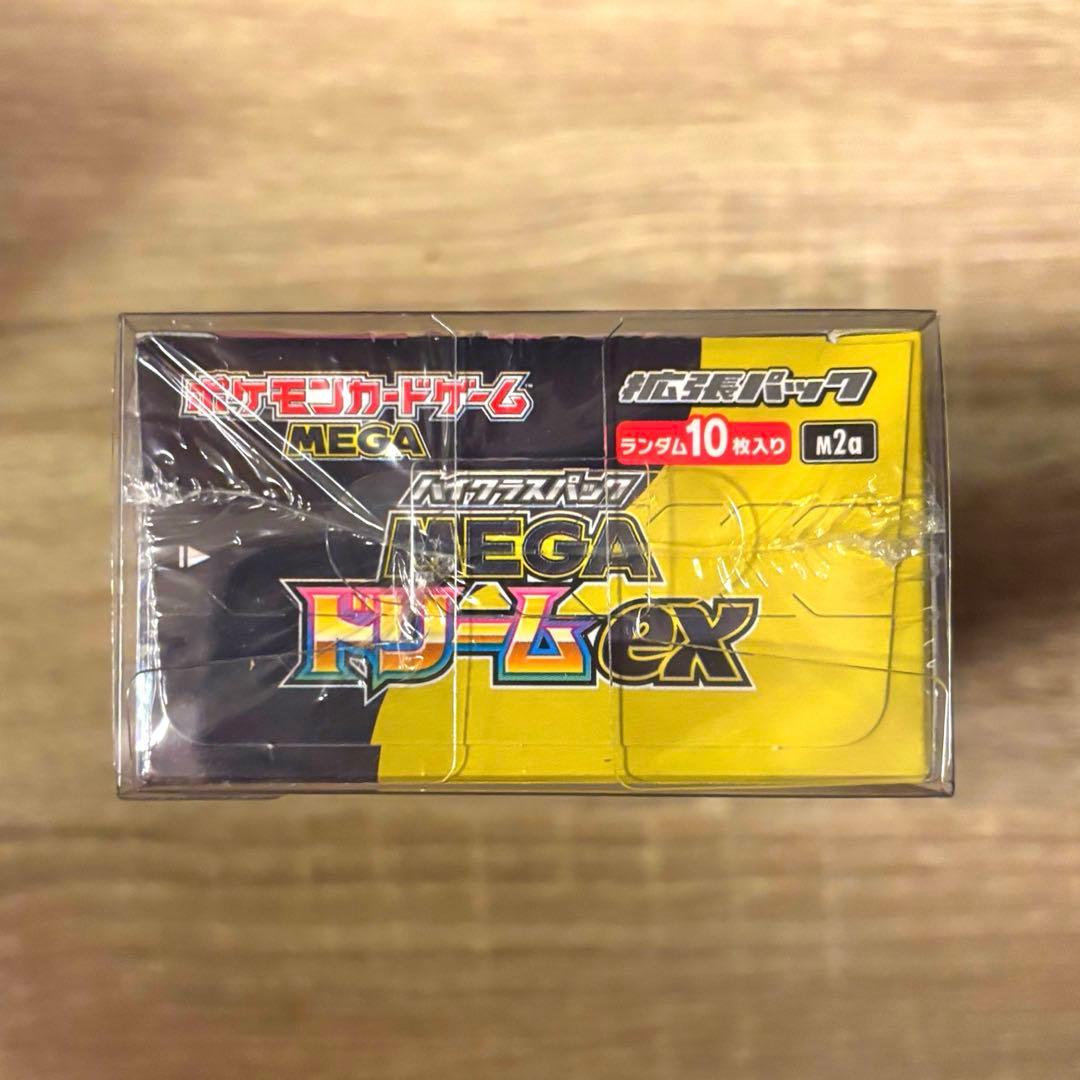 ポケモンカードゲーム™
MEGA
拡張パック
ランダム10枚入り
M2a
ハイクラスパック
MEGA
ドリームex